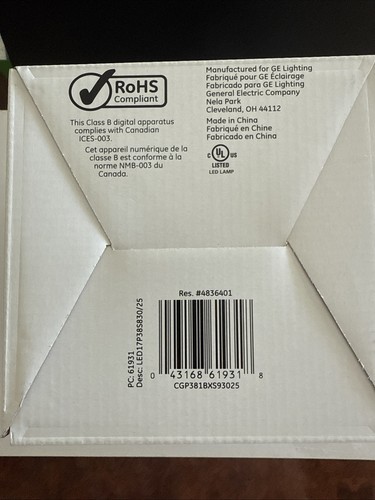 RoHS
Compliant
This Class B digital apparatus
complies with Canadian
ICES-003.
Cet appareil numérique de la
classe B est conforme à la
norme NMB-003 du
Canada.
Manufactured for GE Lighting
Fabriqué pour GE Éclairage
Fabricado para GE Lighting
General Electric Company
Nela Park
Cleveland, OH 44112
Made in China
Fabriqué en Chine
Fabricado en China
C UL US
LISTED
LED LAMP
Res. #4836401
PC: 61931
Desc: LED17P38S830/25
0 43168 61931 8
CGP381BXS93025